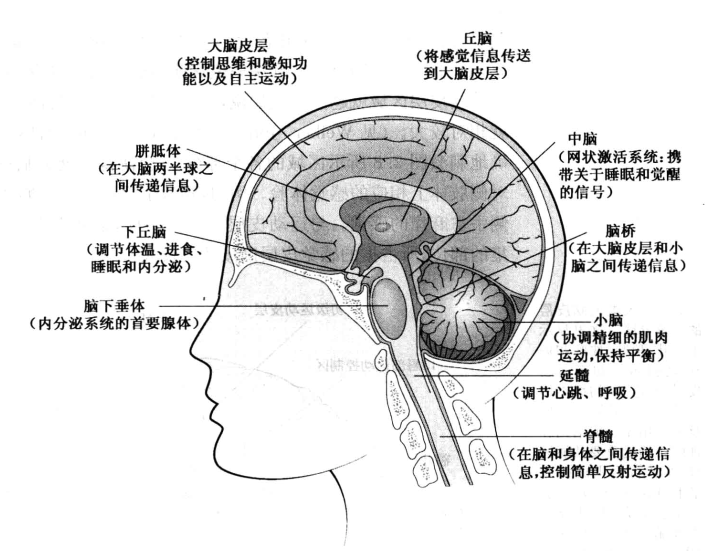 大脑皮层
(控制思维和感知功
能以及自主运动)
丘脑
(将感觉信息传送
到大脑皮层)
胼胝体
(在大脑两半球之
间传递信息)
中脑
(网状激活系统:携
带关于睡眠和觉醒
的信号)
下丘脑
(调节体温、进食、
睡眠和内分泌)
脑桥
(在大脑皮层和小
脑之间传递信息)
脑下垂体
(内分泌系统的首要腺体)
小脑
(协调精细的肌肉
运动,保持平衡)
延髓
(调节心跳、呼吸)
脊髓
(在脑和身体之间传递信
息,控制简单反射运动)